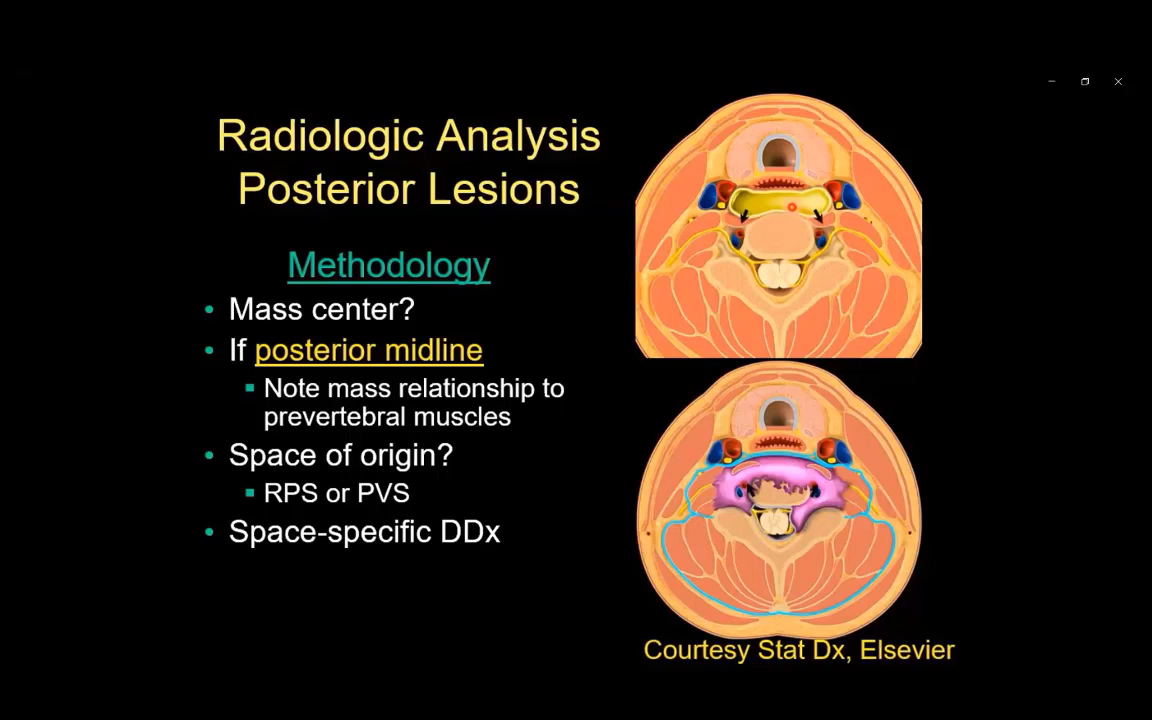 Radiologic Analysis
Posterior Lesions
Methodology
• Mass center?
• If posterior midline
▪ Note mass relationship to
prevertebral muscles
• Space of origin?
▪ RPS or PVS
• Space-specific DDx
Courtesy Stat Dx, Elsevier